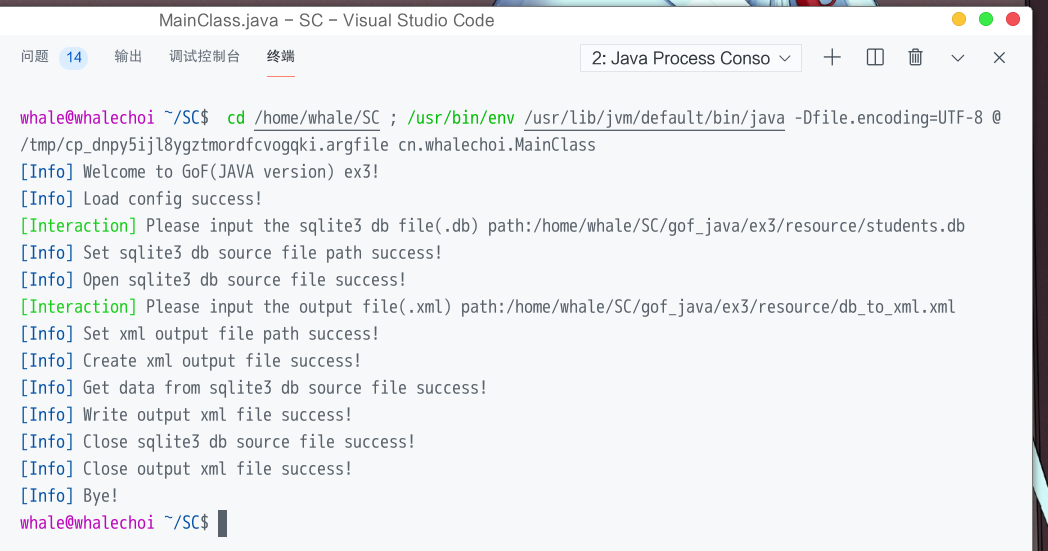 MainClass.java - SC - Visual Studio Code
问题 14 输出 调试控制台 终端 2: Java Process Conso
whale@whalechoi ~/SC$ cd /home/whale/SC ; /usr/bin/env /usr/lib/jvm/default/bin/java -Dfile.encoding=UTF-8 @
/tmp/cp_dnpy5ijl8ygztmordfcvogqki.argfile cn.whalechoi.MainClass
[Info] Welcome to GoF(JAVA version) ex3!
[Info] Load config success!
[Interaction] Please input the sqlite3 db file(.db) path:/home/whale/SC/gof_java/ex3/resource/students.db
[Info] Set sqlite3 db source file path success!
[Info] Open sqlite3 db source file success!
[Interaction] Please input the output file(.xml) path:/home/whale/SC/gof_java/ex3/resource/db_to_xml.xml
[Info] Set xml output file path success!
[Info] Create xml output file success!
[Info] Get data from sqlite3 db source file success!
[Info] Write output xml file success!
[Info] Close sqlite3 db source file success!
[Info] Close output xml file success!
[Info] Bye!
whale@whalechoi ~/SC$